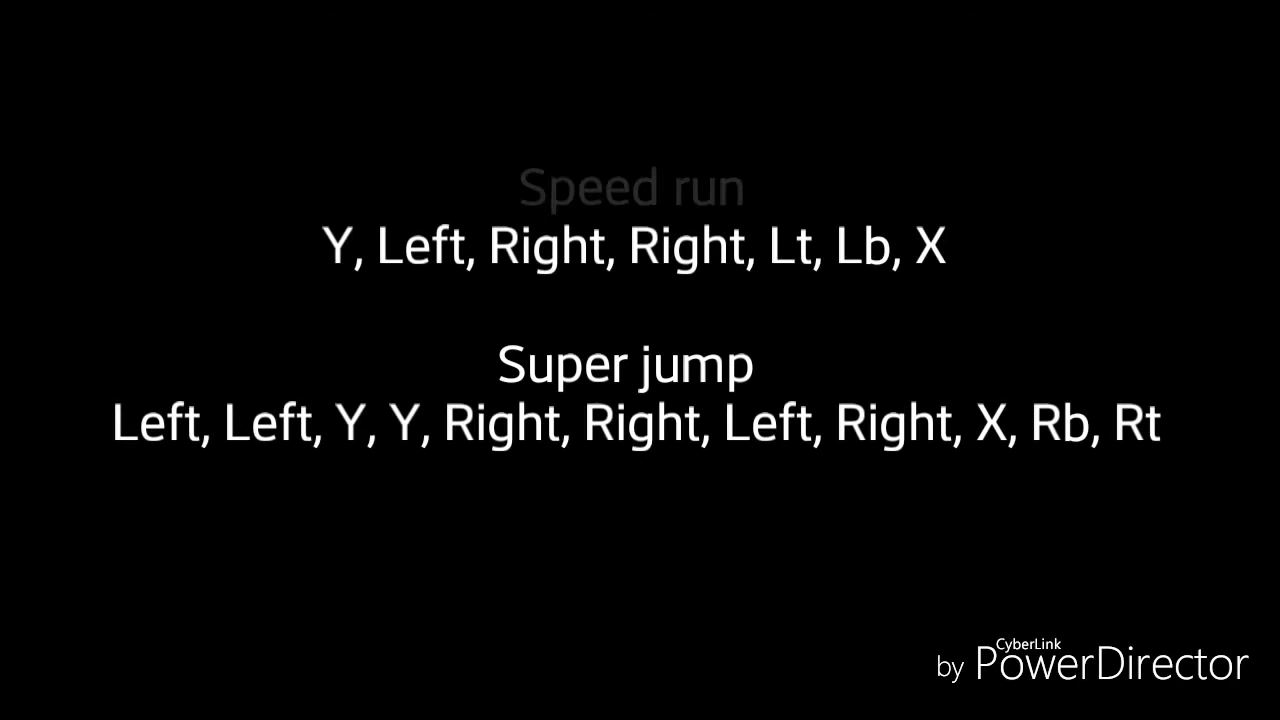 Speed run
Y, Left, Right, Right, Lt, Lb, X
Super jump
Left, Left, Y, Y, Right, Right, Left, Right, X, Rb, Rt
CyberLink
by PowerDirector